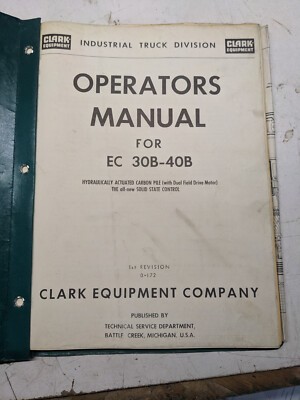 CLARK EQUIPMENT INDUSTRIAL TRUCK DIVISION CLARK EQUIPMENT
OPERATORS
MANUAL
FOR
EC 30B-40B
HYDRAULICALLY ACTUATED CARBON PILE (with Dual Field Drive Motor)
THE all-new SOLID STATE CONTROL
1st REVISION
CLARK EQUIPMENT COMPANY
PUBLISHED BY
TECHNICAL SERVICE DEPARTMENT,
BATTLE CREEK, MICHIGAN, U.S.A.